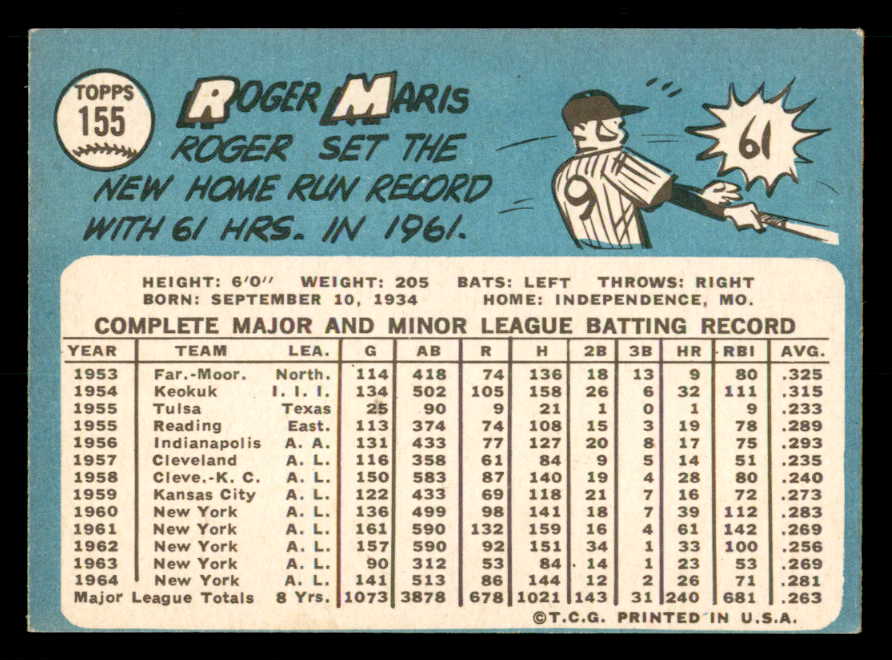 TOPPS
155
ROGER MARIS
ROGER SET THE
NEW HOME RUN RECORD
WITH 61 HRS. IN 1961.
61
9
HEIGHT: 6'0" WEIGHT: 205 BATS: LEFT THROWS: RIGHT
BORN: SEPTEMBER 10, 1934 HOME: INDEPENDENCE, MO.
COMPLETE MAJOR AND MINOR LEAGUE BATTING RECORD
YEAR TEAM LEA. G AB R H 2B 3B HR RBI AVG.
1953 Far.-Moor. North. 114 418 74 136 18 13 9 80 .325
1954 Keokuk I. I. I. 134 502 105 158 26 6 32 111 .315
1955 Tulsa Texas 25 90 9 21 1 0 1 9 .233
1955 Reading East. 113 374 74 108 15 3 19 78 .289
1956 Indianapolis A. A. 131 433 77 127 20 8 17 75 .293
1957 Cleveland A. L. 116 358 61 84 9 5 14 51 .235
1958 Cleve.-K. C. A. L. 150 583 87 140 19 4 28 80 .240
1959 Kansas City A. L. 122 433 69 118 21 7 16 72 .273
1960 New York A. L. 136 499 98 141 18 7 39 112 .283
1961 New York A. L. 161 590 132 159 16 4 61 142 .269
1962 New York A. L. 157 590 92 151 34 1 33 100 .256
1963 New York A. L. 90 312 53 84 14 1 23 53 .269
1964 New York A. L. 141 513 86 144 12 2 26 71 .281
Major League Totals 8 Yrs. 1073 3878 678 1021 143 31 240 681 .263
©T.C.G. PRINTED IN U.S.A.